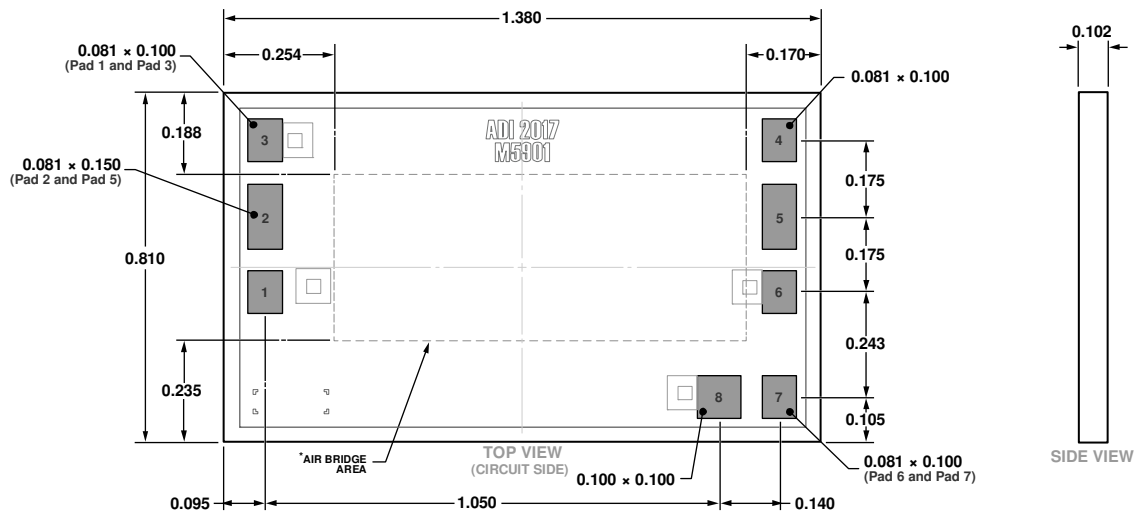 1.380
0.254
0.170
0.102
0.081 × 0.100
(Pad 1 and Pad 3)
0.081 × 0.100
0.188
3
ADI 2017
M5901
4
0.081 × 0.150
(Pad 2 and Pad 5)
0.175
2
5
0.810
0.175
1
6
0.243
0.235
8
7
0.105
*AIR BRIDGE
AREA
TOP VIEW
(CIRCUIT SIDE)
0.100 × 0.100
0.081 × 0.100
(Pad 6 and Pad 7)
SIDE VIEW
0.095
1.050
0.140